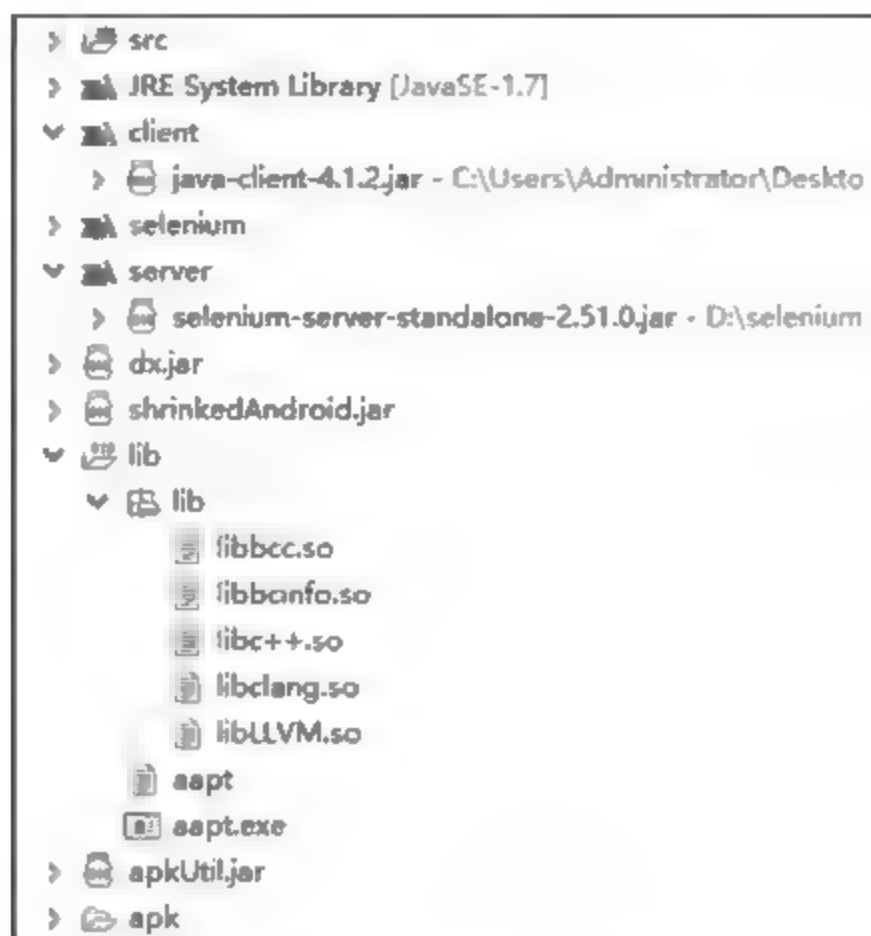 src
JRE System Library [JavaSE-1.7]
client
java-client-4.1.2.jar - C:\Users\Administrator\Deskto
selenium
server
selenium-server-standalone-2.51.0.jar - D:\selenium
dx.jar
shrinkedAndroid.jar
lib
lib
libbcc.so
libbcinfo.so
libc++.so
libclang.so
libLLVM.so
aapt
aapt.exe
apkUtil.jar
apk